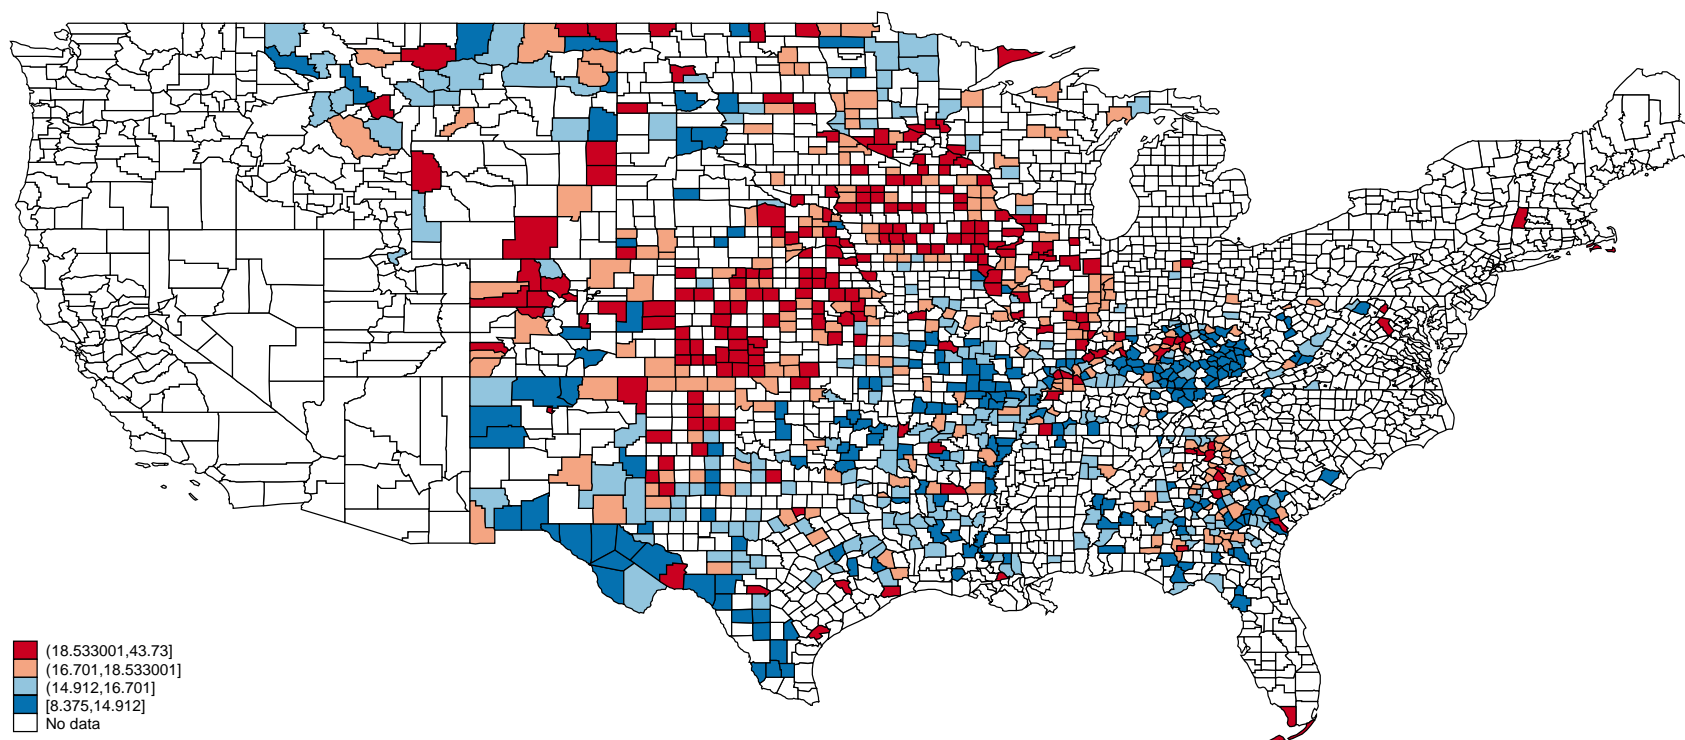 (18.533001,43.73]
(16.701,18.533001]
(14.912,16.701]
[8.375,14.912]
No data